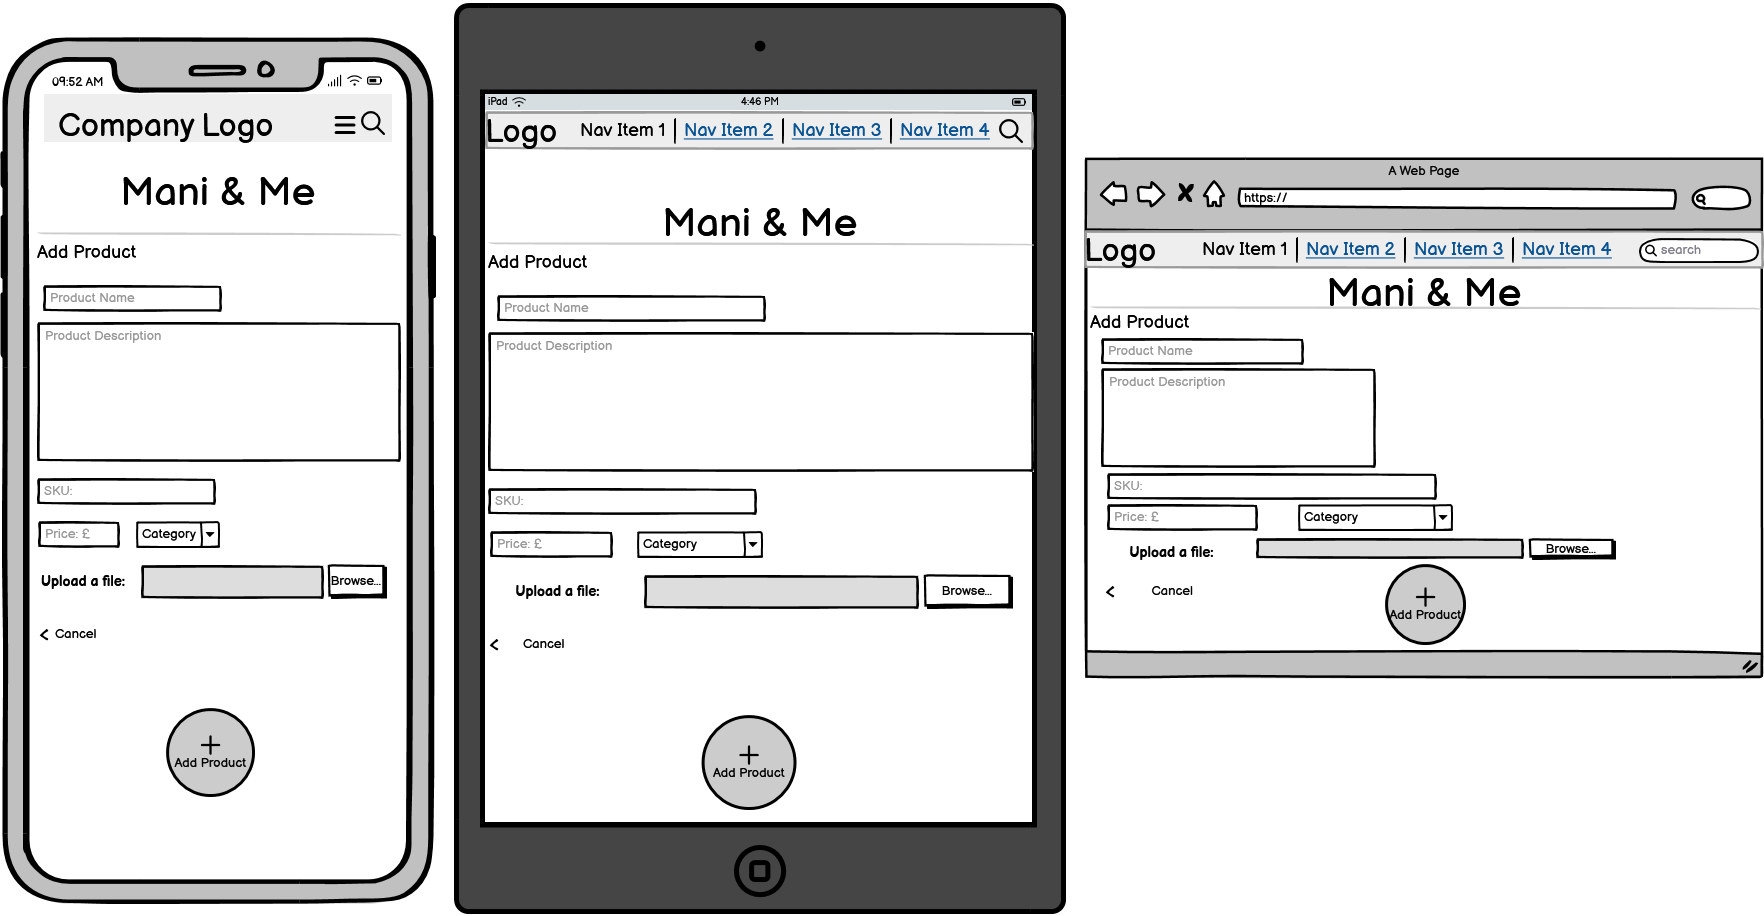 09:52 AM
Company Logo
Mani & Me
Add Product
Product Name
Product Description
SKU:
Price: £
Category
Upload a file:
Browse...
Cancel
Add Product
iPad
4:46 PM
Logo
Nav Item 1
Nav Item 2
Nav Item 3
Nav Item 4
Mani & Me
Add Product
Product Name
Product Description
SKU:
Price: £
Category
Upload a file:
Browse...
Cancel
Add Product
A Web Page
https://
Logo
Nav Item 1
Nav Item 2
Nav Item 3
Nav Item 4
search
Mani & Me
Add Product
Product Name
Product Description
SKU:
Price: £
Category
Upload a file:
Browse...
Cancel
Add Product